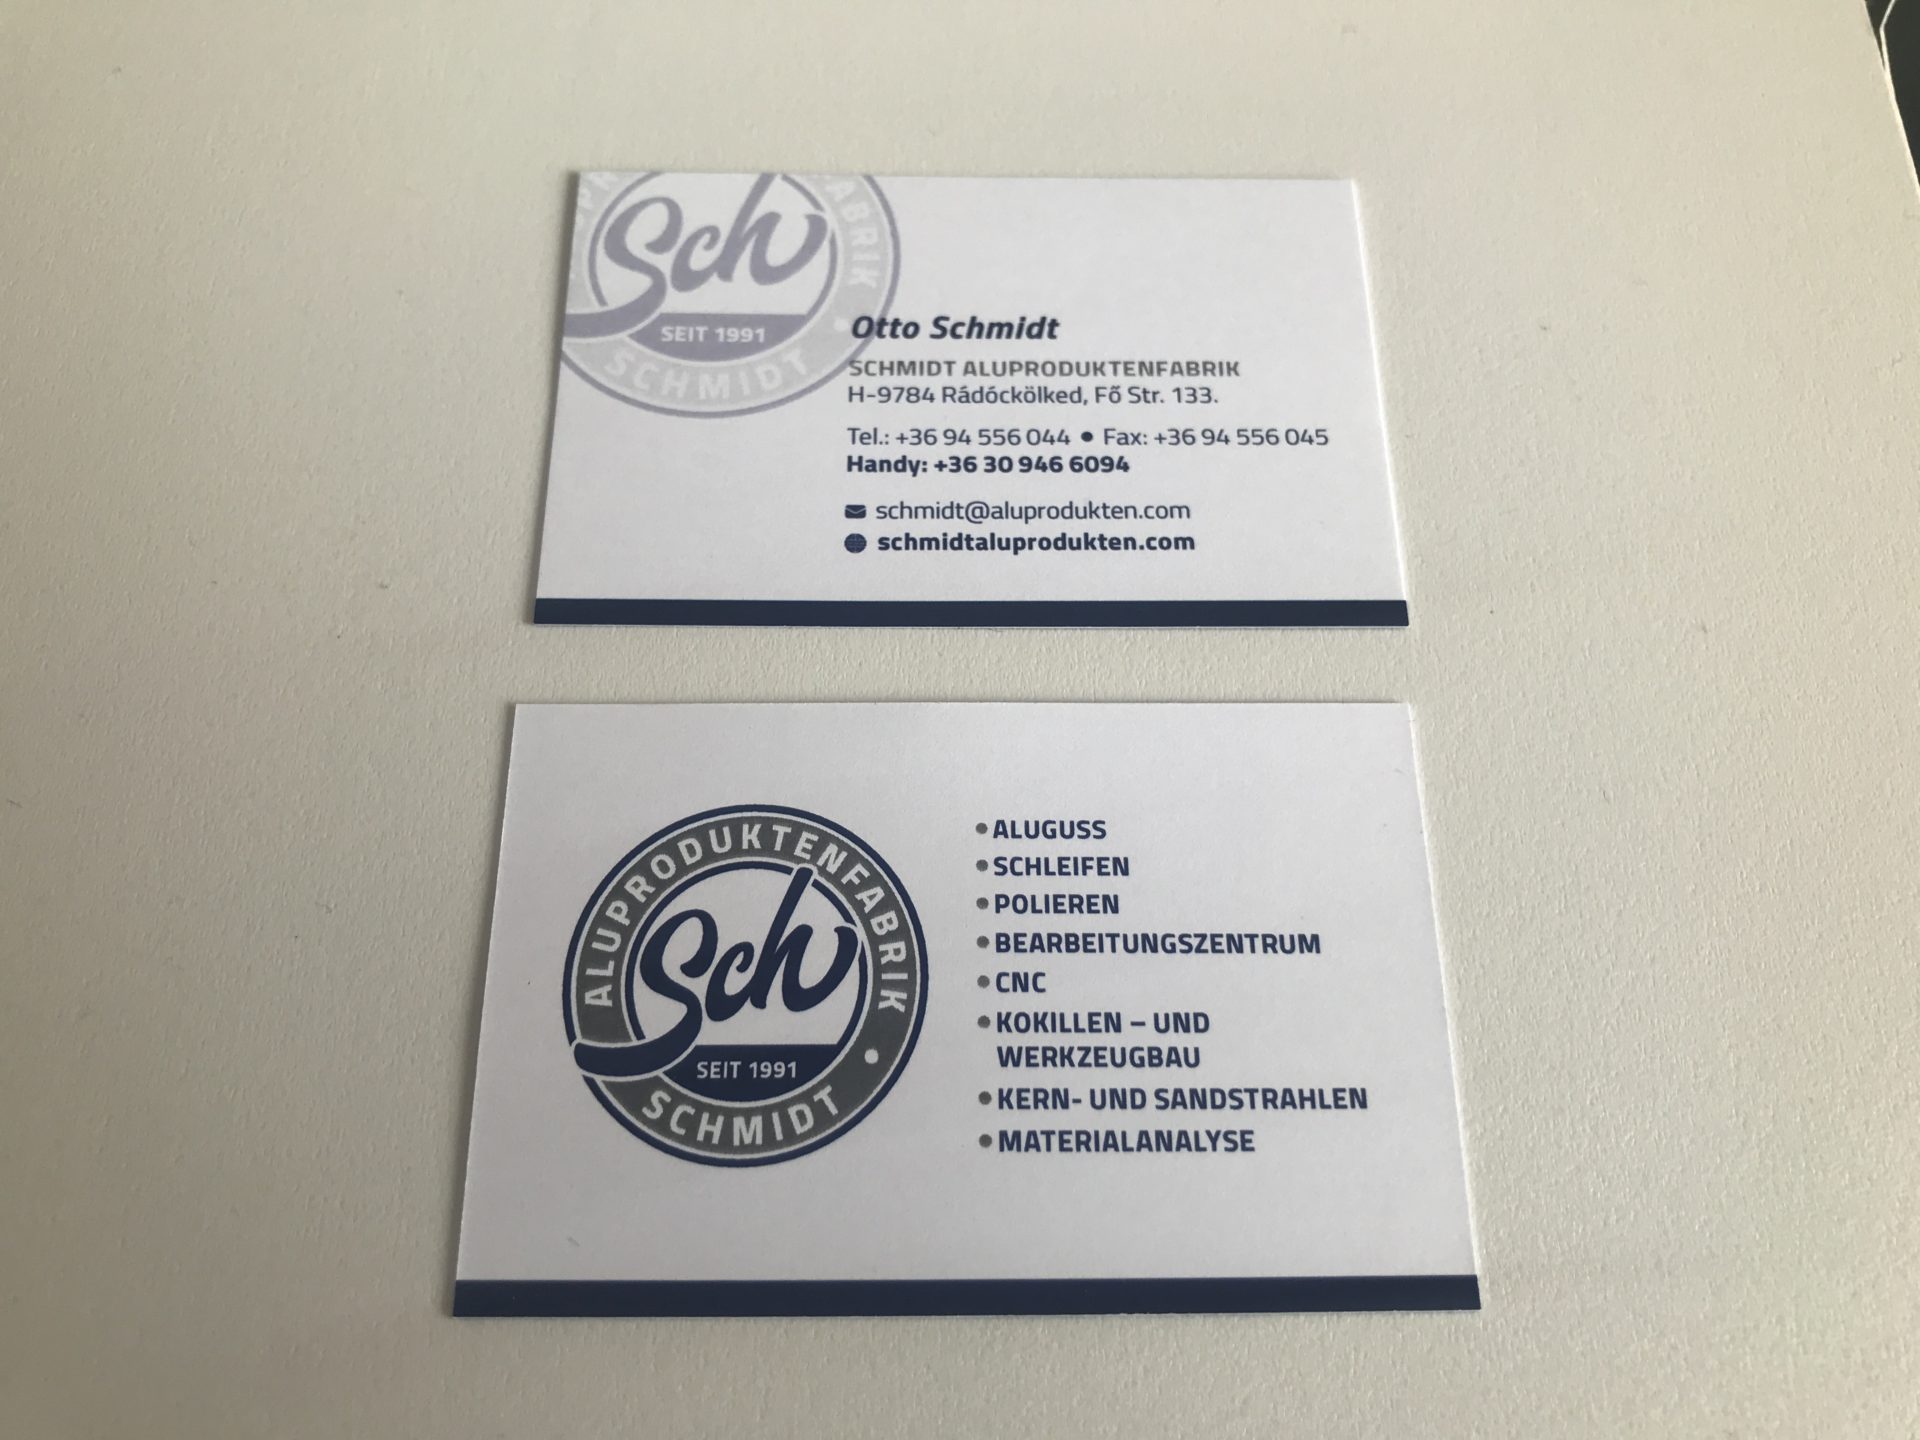 ABRIK
Sch
SEIT 1991
SCHMIDT
Otto Schmidt
SCHMIDT ALUPRODUKTENFABRIK
H-9784 Rádóckölked, Fő Str. 133.
Tel.: +36 94 556 044 • Fax: +36 94 556 045
Handy: +36 30 946 6094
schmidt@aluprodukten.com
schmidtaluprodukten.com
ALUPRODUKTENFABRIK
Sch
SEIT 1991
SCHMIDT
• ALUGUSS
• SCHLEIFEN
• POLIEREN
• BEARBEITUNGSZENTRUM
• CNC
• KOKILLEN – UND
WERKZEUGBAU
• KERN- UND SANDSTRAHLEN
• MATERIALANALYSE